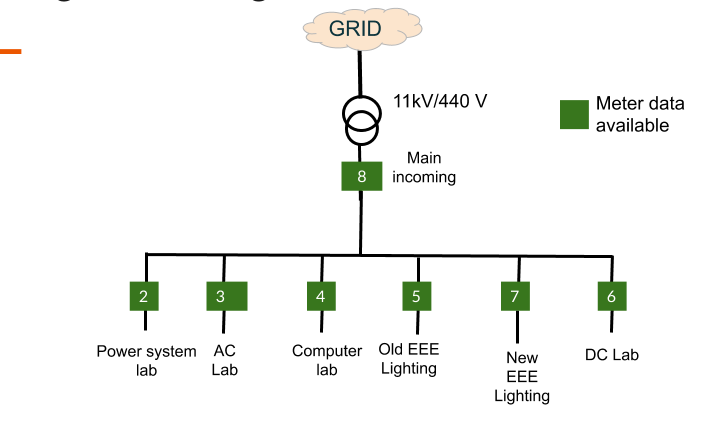 GRID
11kV/440 V
Meter data
available
Main
incoming
8
2
3
4
5
7
6
Power system
lab
AC
Lab
Computer
lab
Old EEE
Lighting
New
EEE
Lighting
DC Lab